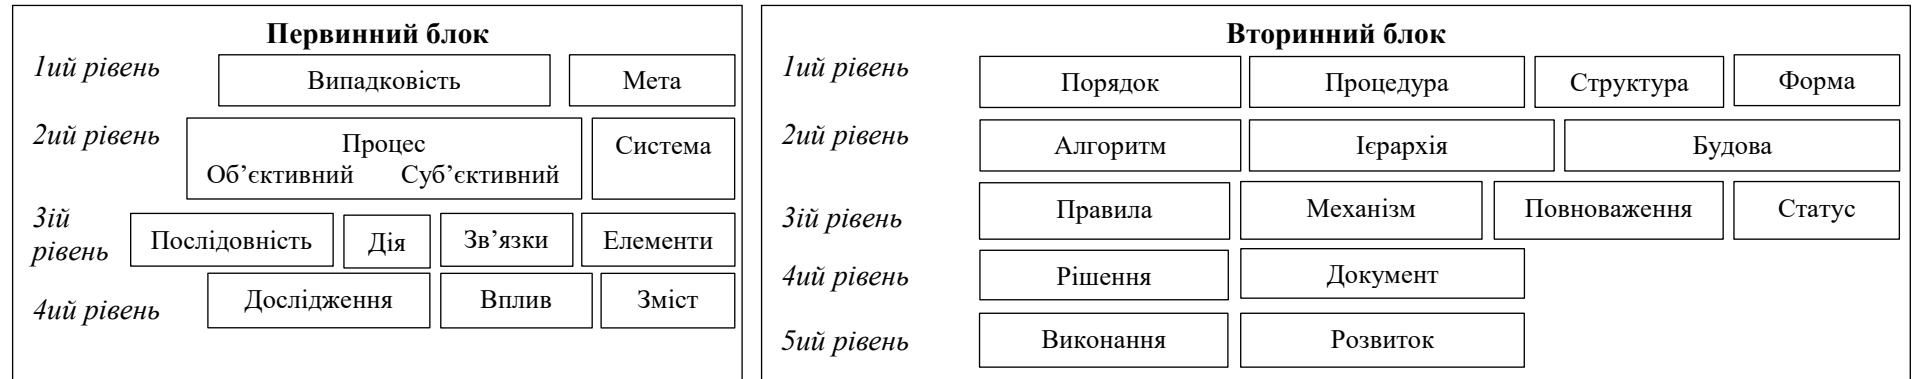 Первинний блок
1ий рівень
Випадковість
Мета
2ий рівень
Процес
Об’єктивний Суб’єктивний
Система
3ій
рівень
Послідовність
Дія
Зв’язки
Елементи
4ий рівень
Дослідження
Вплив
Зміст
Вторинний блок
1ий рівень
Порядок
Процедура
Структура
Форма
2ий рівень
Алгоритм
Ієрархія
Будова
3ій рівень
Правила
Механізм
Повноваження
Статус
4ий рівень
Рішення
Документ
5ий рівень
Виконання
Розвиток